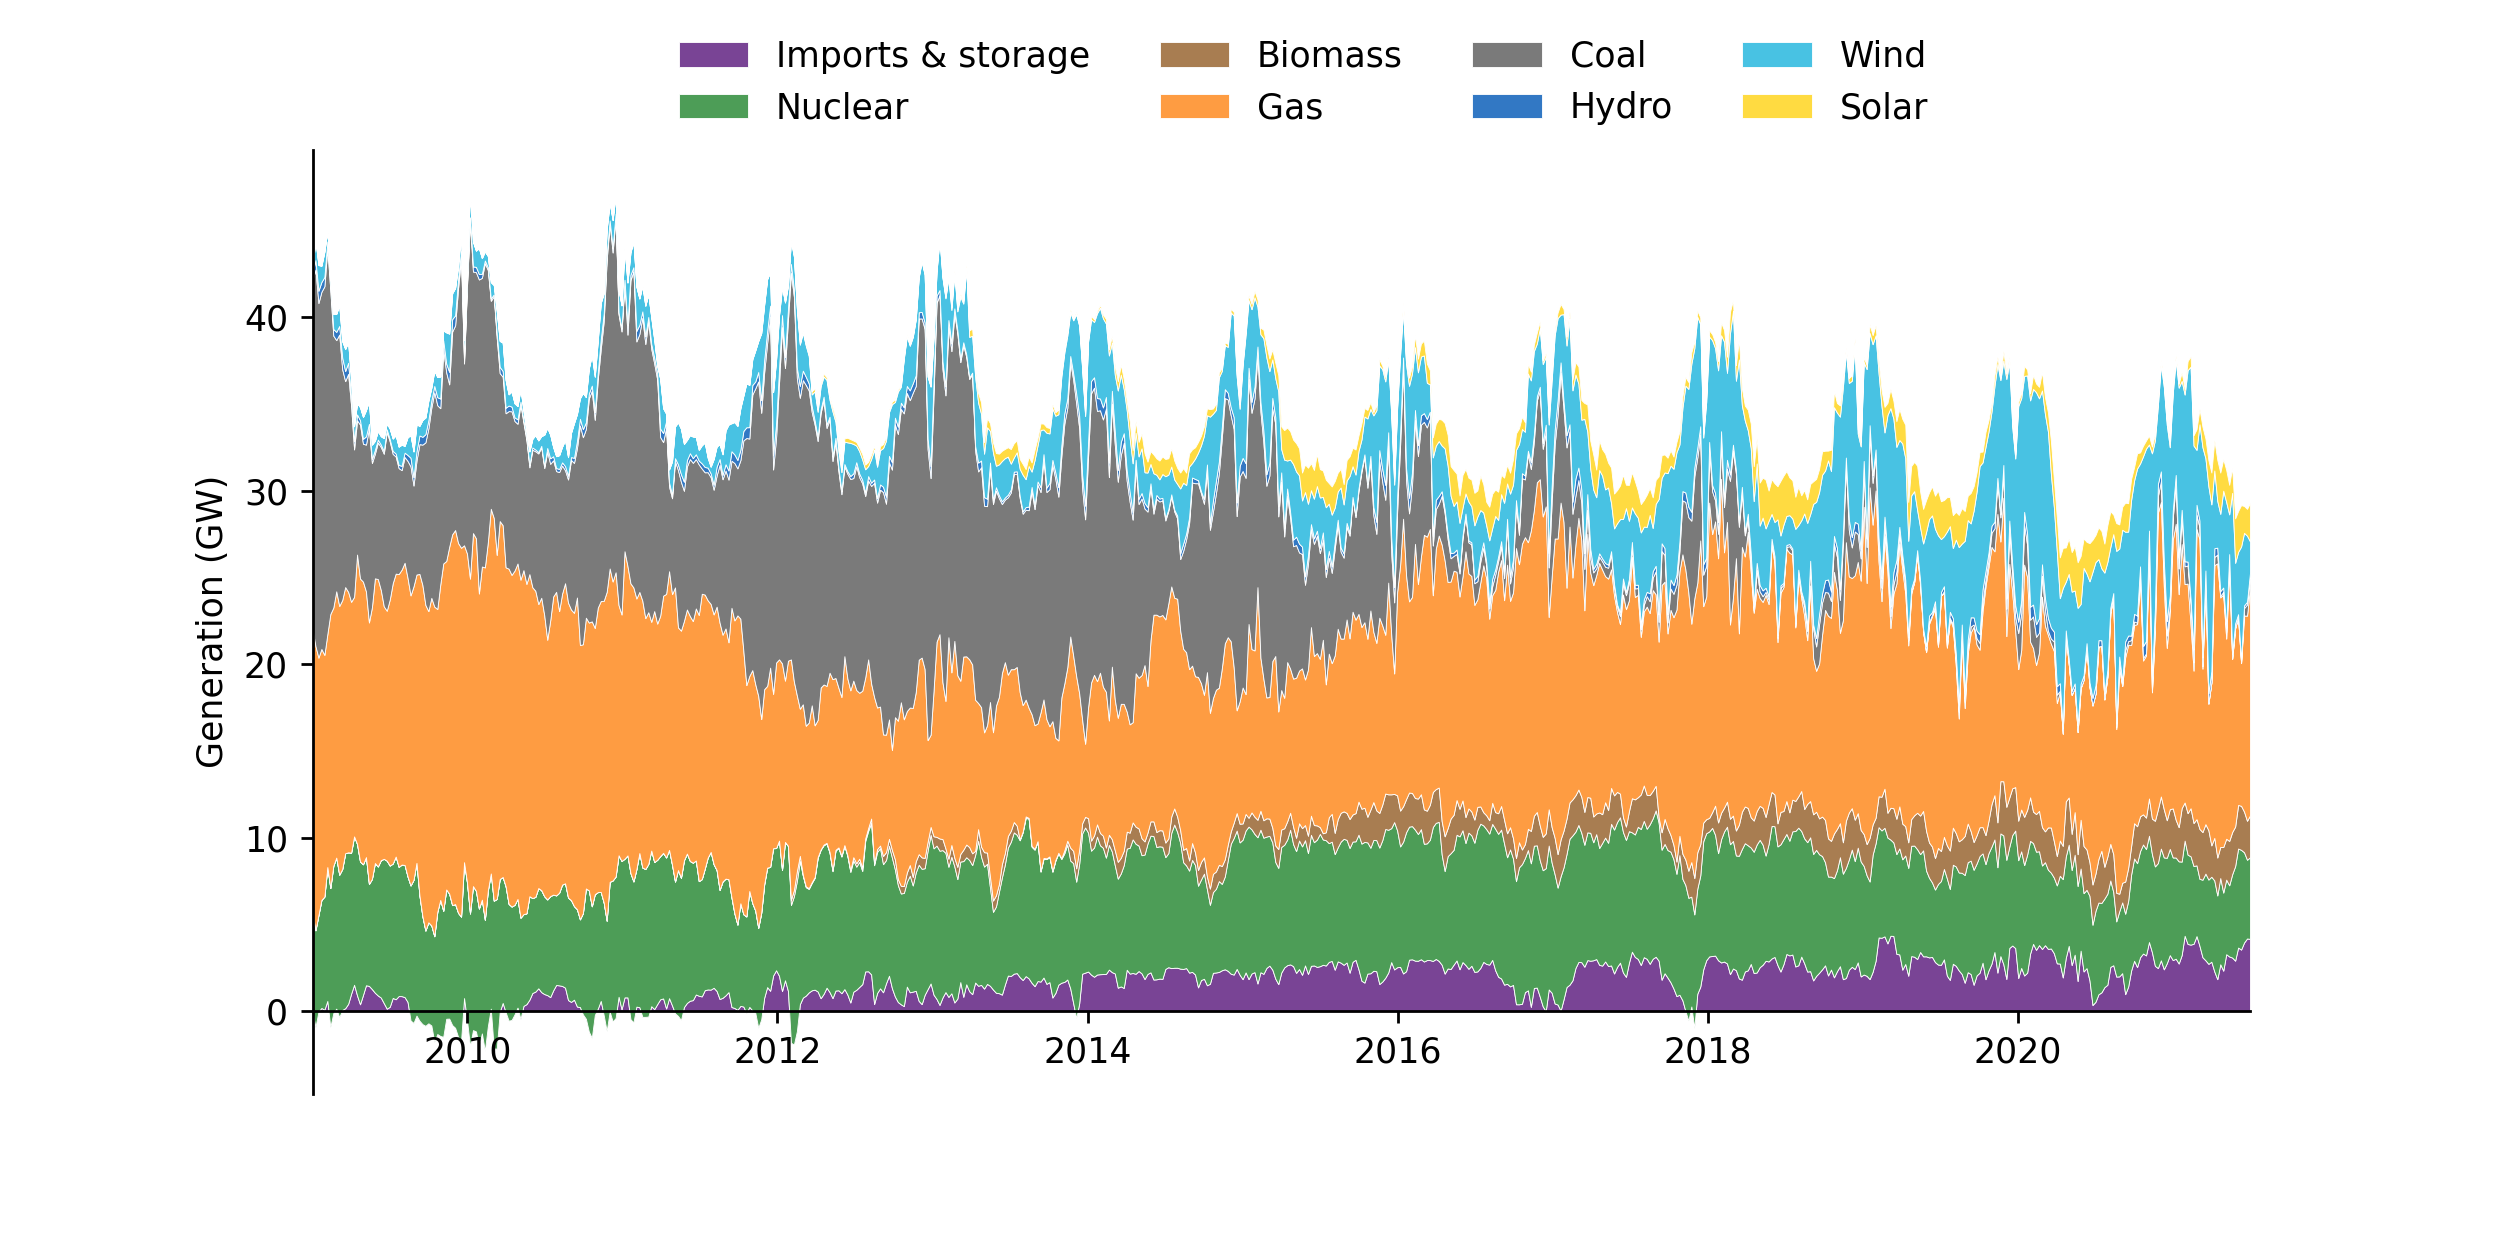 Imports & storage
Biomass
Coal
Wind
Nuclear
Gas
Hydro
Solar
Generation (GW)
40
30
20
10
0
2010
2012
2014
2016
2018
2020